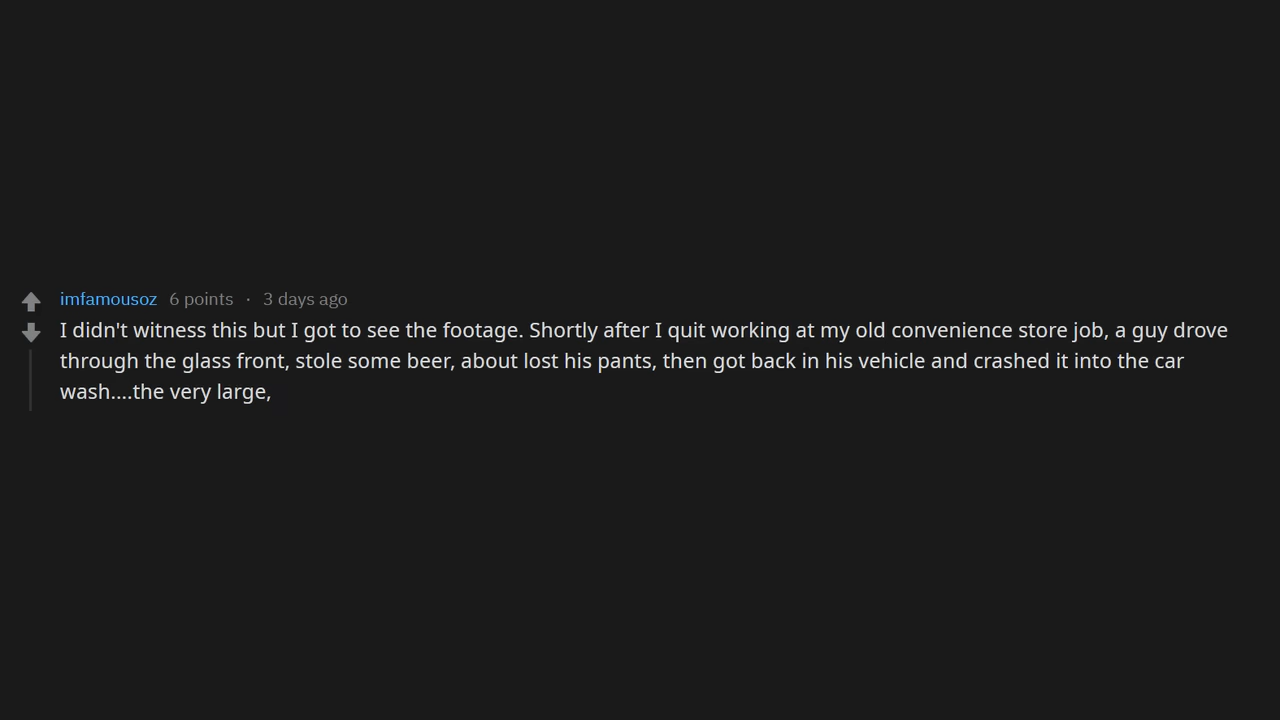 imfamousoz 6 points · 3 days ago
I didn't witness this but I got to see the footage. Shortly after I quit working at my old convenience store job, a guy drove
through the glass front, stole some beer, about lost his pants, then got back in his vehicle and crashed it into the car
wash....the very large,